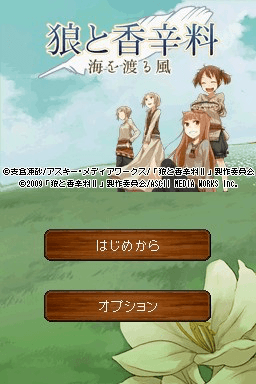 狼と香辛料
海を渡る風
©支倉凍砂/アスキー・メディアワークス/「狼と香辛料Ⅱ」製作委員会
©2009「狼と香辛料Ⅱ」製作委員会/ASCII MEDIA WORKS Inc.
はじめから
オプション